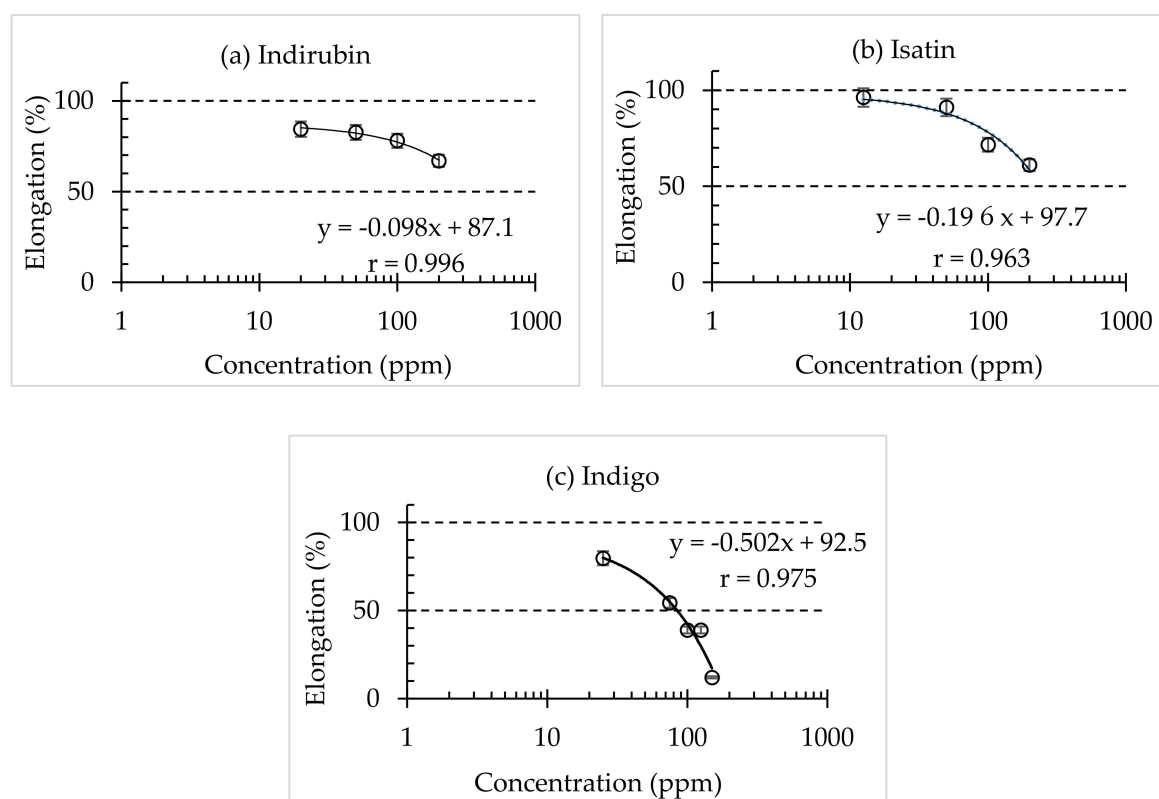 (a) Indirubin
Elongation (%)
100
50
0
y = -0.098x + 87.1
r = 0.996
1 10 100 1000
Concentration (ppm)
(b) Isatin
Elongation (%)
100
50
0
y = -0.19 6 x + 97.7
r = 0.963
1 10 100 1000
Concentration (ppm)
(c) Indigo
Elongation (%)
100
50
0
y = -0.502x + 92.5
r = 0.975
1 10 100 1000
Concentration (ppm)